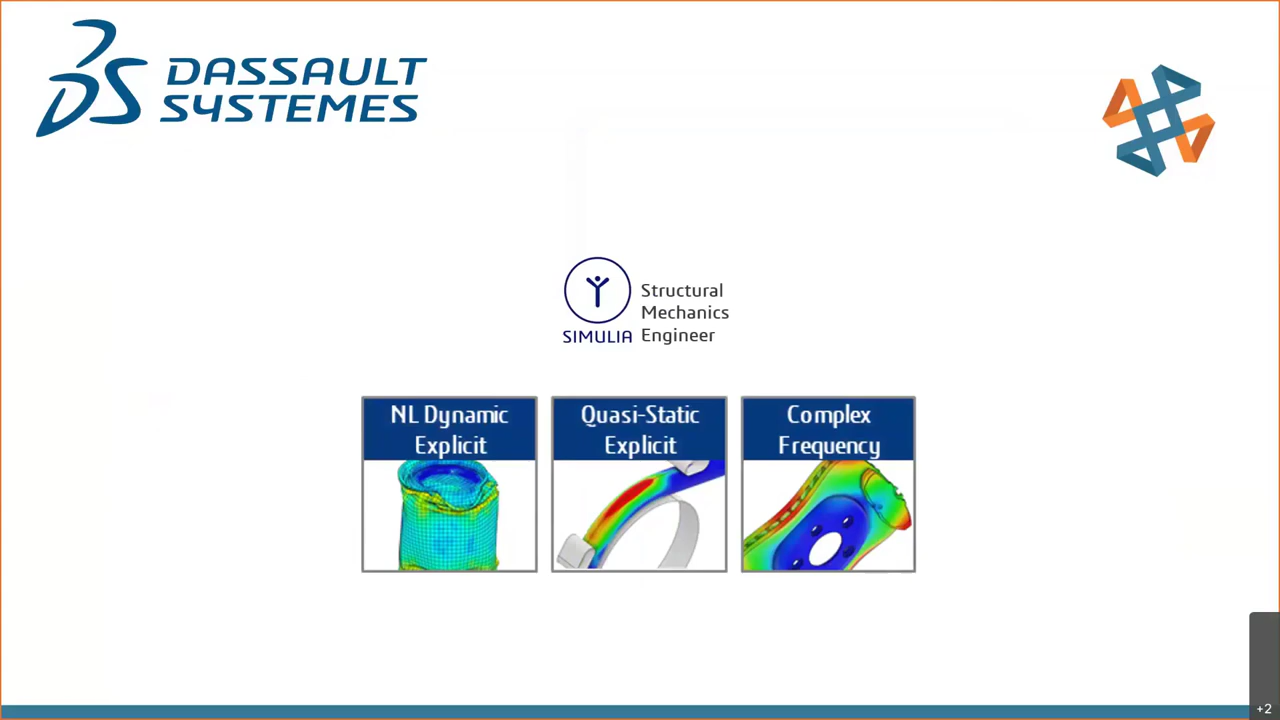 DASSAULT
SYSTEMES
Structural
Mechanics
SIMULIA Engineer
NL Dynamic
Explicit
Quasi-Static
Explicit
Complex
Frequency
+2